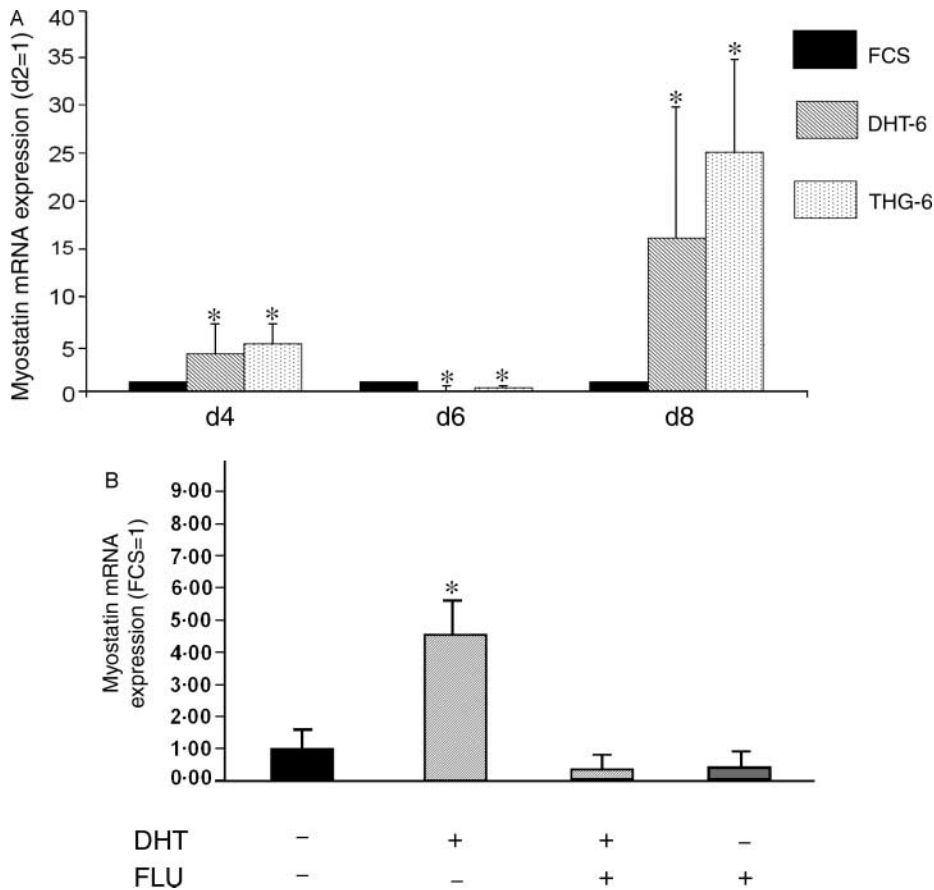 A
Myostatin mRNA expression (d2=1)
40
35
30
25
20
15
10
5
0
* * * * * *
d4 d6 d8
FCS
DHT-6
THG-6
B
Myostatin mRNA
expression (FCS=1)
9·00
8·00
7·00
6·00
5·00
4·00
3·00
2·00
1·00
0·00
*
DHT – + + –
FLU – – + +